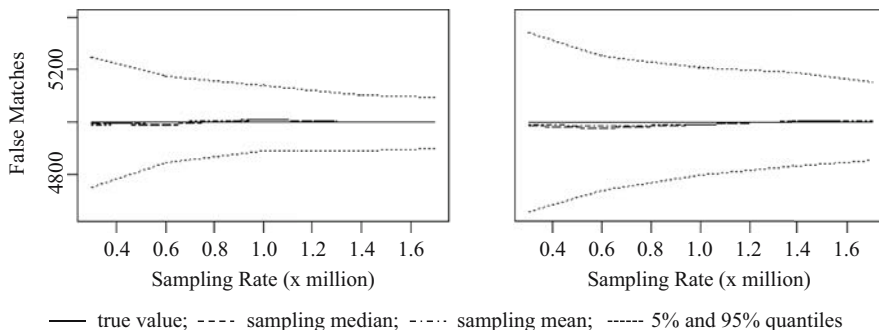 False Matches
5200
4800
0.4 0.6 0.8 1.0 1.2 1.4 1.6
Sampling Rate (x million)
0.4 0.6 0.8 1.0 1.2 1.4 1.6
Sampling Rate (x million)
true value; sampling median; sampling mean; 5% and 95% quantiles